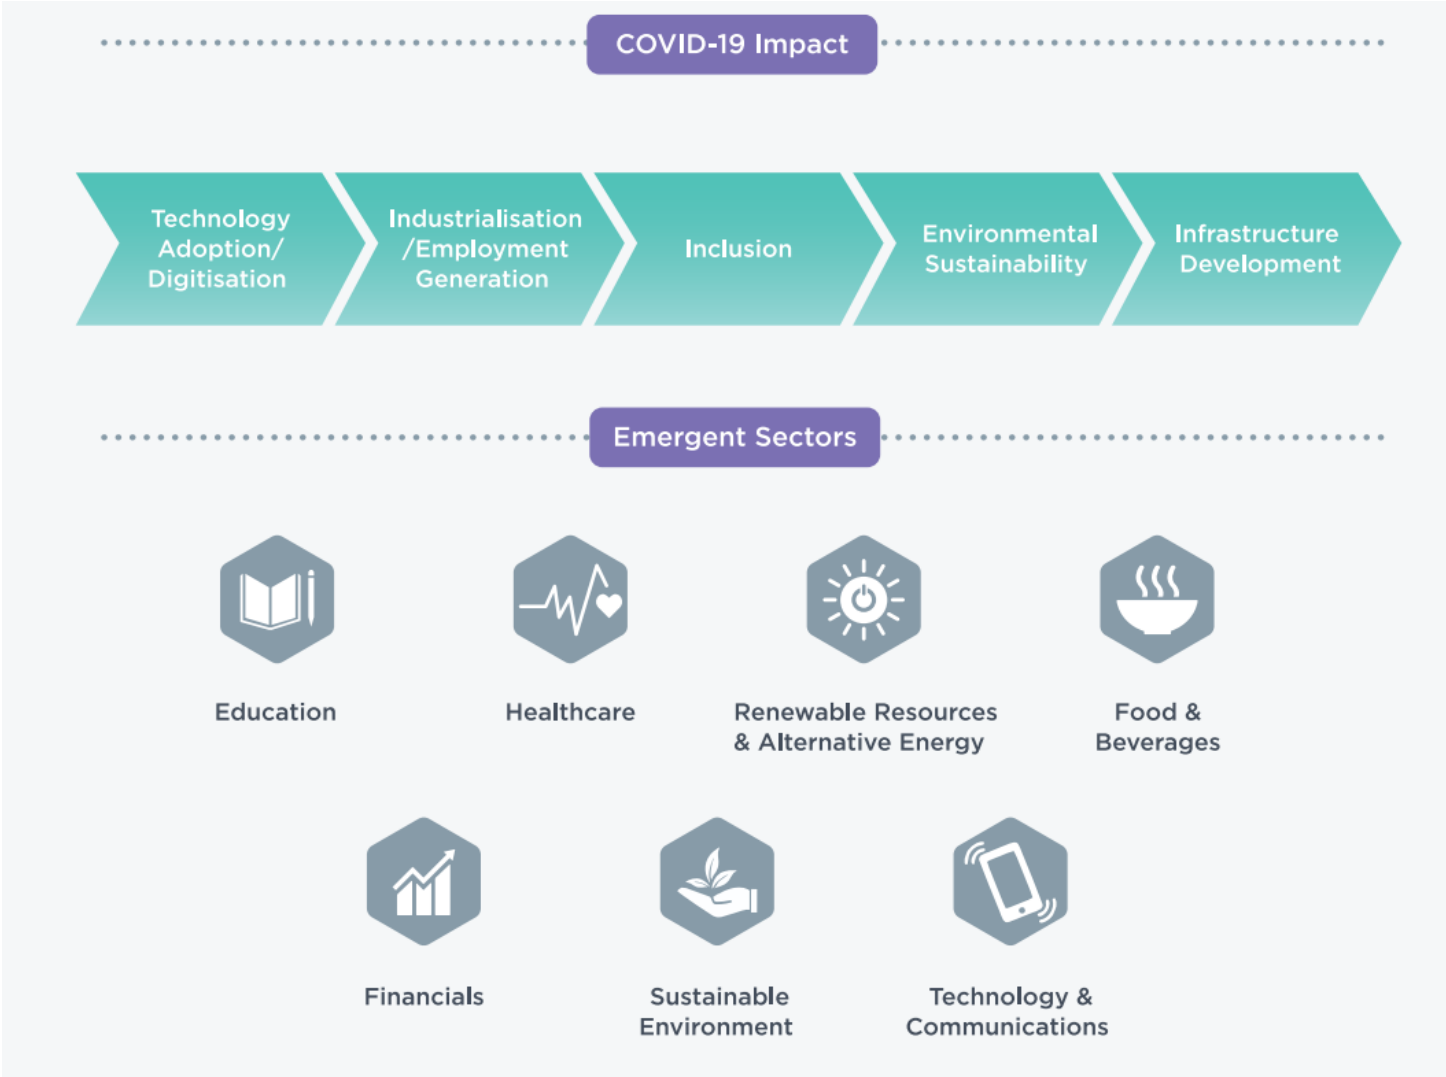 COVID-19 Impact
Technology
Adoption/
Digitisation
Industrialisation
/Employment
Generation
Inclusion
Environmental
Sustainability
Infrastructure
Development
Emergent Sectors
Education
Healthcare
Renewable Resources
& Alternative Energy
Food &
Beverages
Financials
Sustainable
Environment
Technology &
Communications